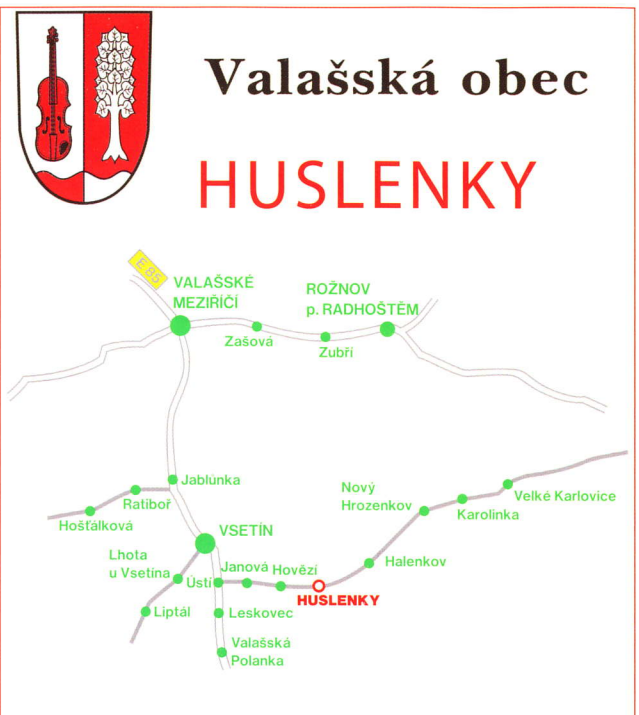 Valašská obec
HUSLENKY
E 85
VALAŠSKÉ
MEZIŘÍČÍ
ROŽNOV
p. RADHOŠTĚM
Zašová
Zubří
Jablúnka
Ratiboř
Hošťálková
VSETÍN
Nový
Hrozenkov
Karolinka
Velké Karlovice
Lhota
u Vsetína
Ústí
Janová
Hovězí
Halenkov
HUSLENKY
Liptál
Leskovec
Valašská
Polanka